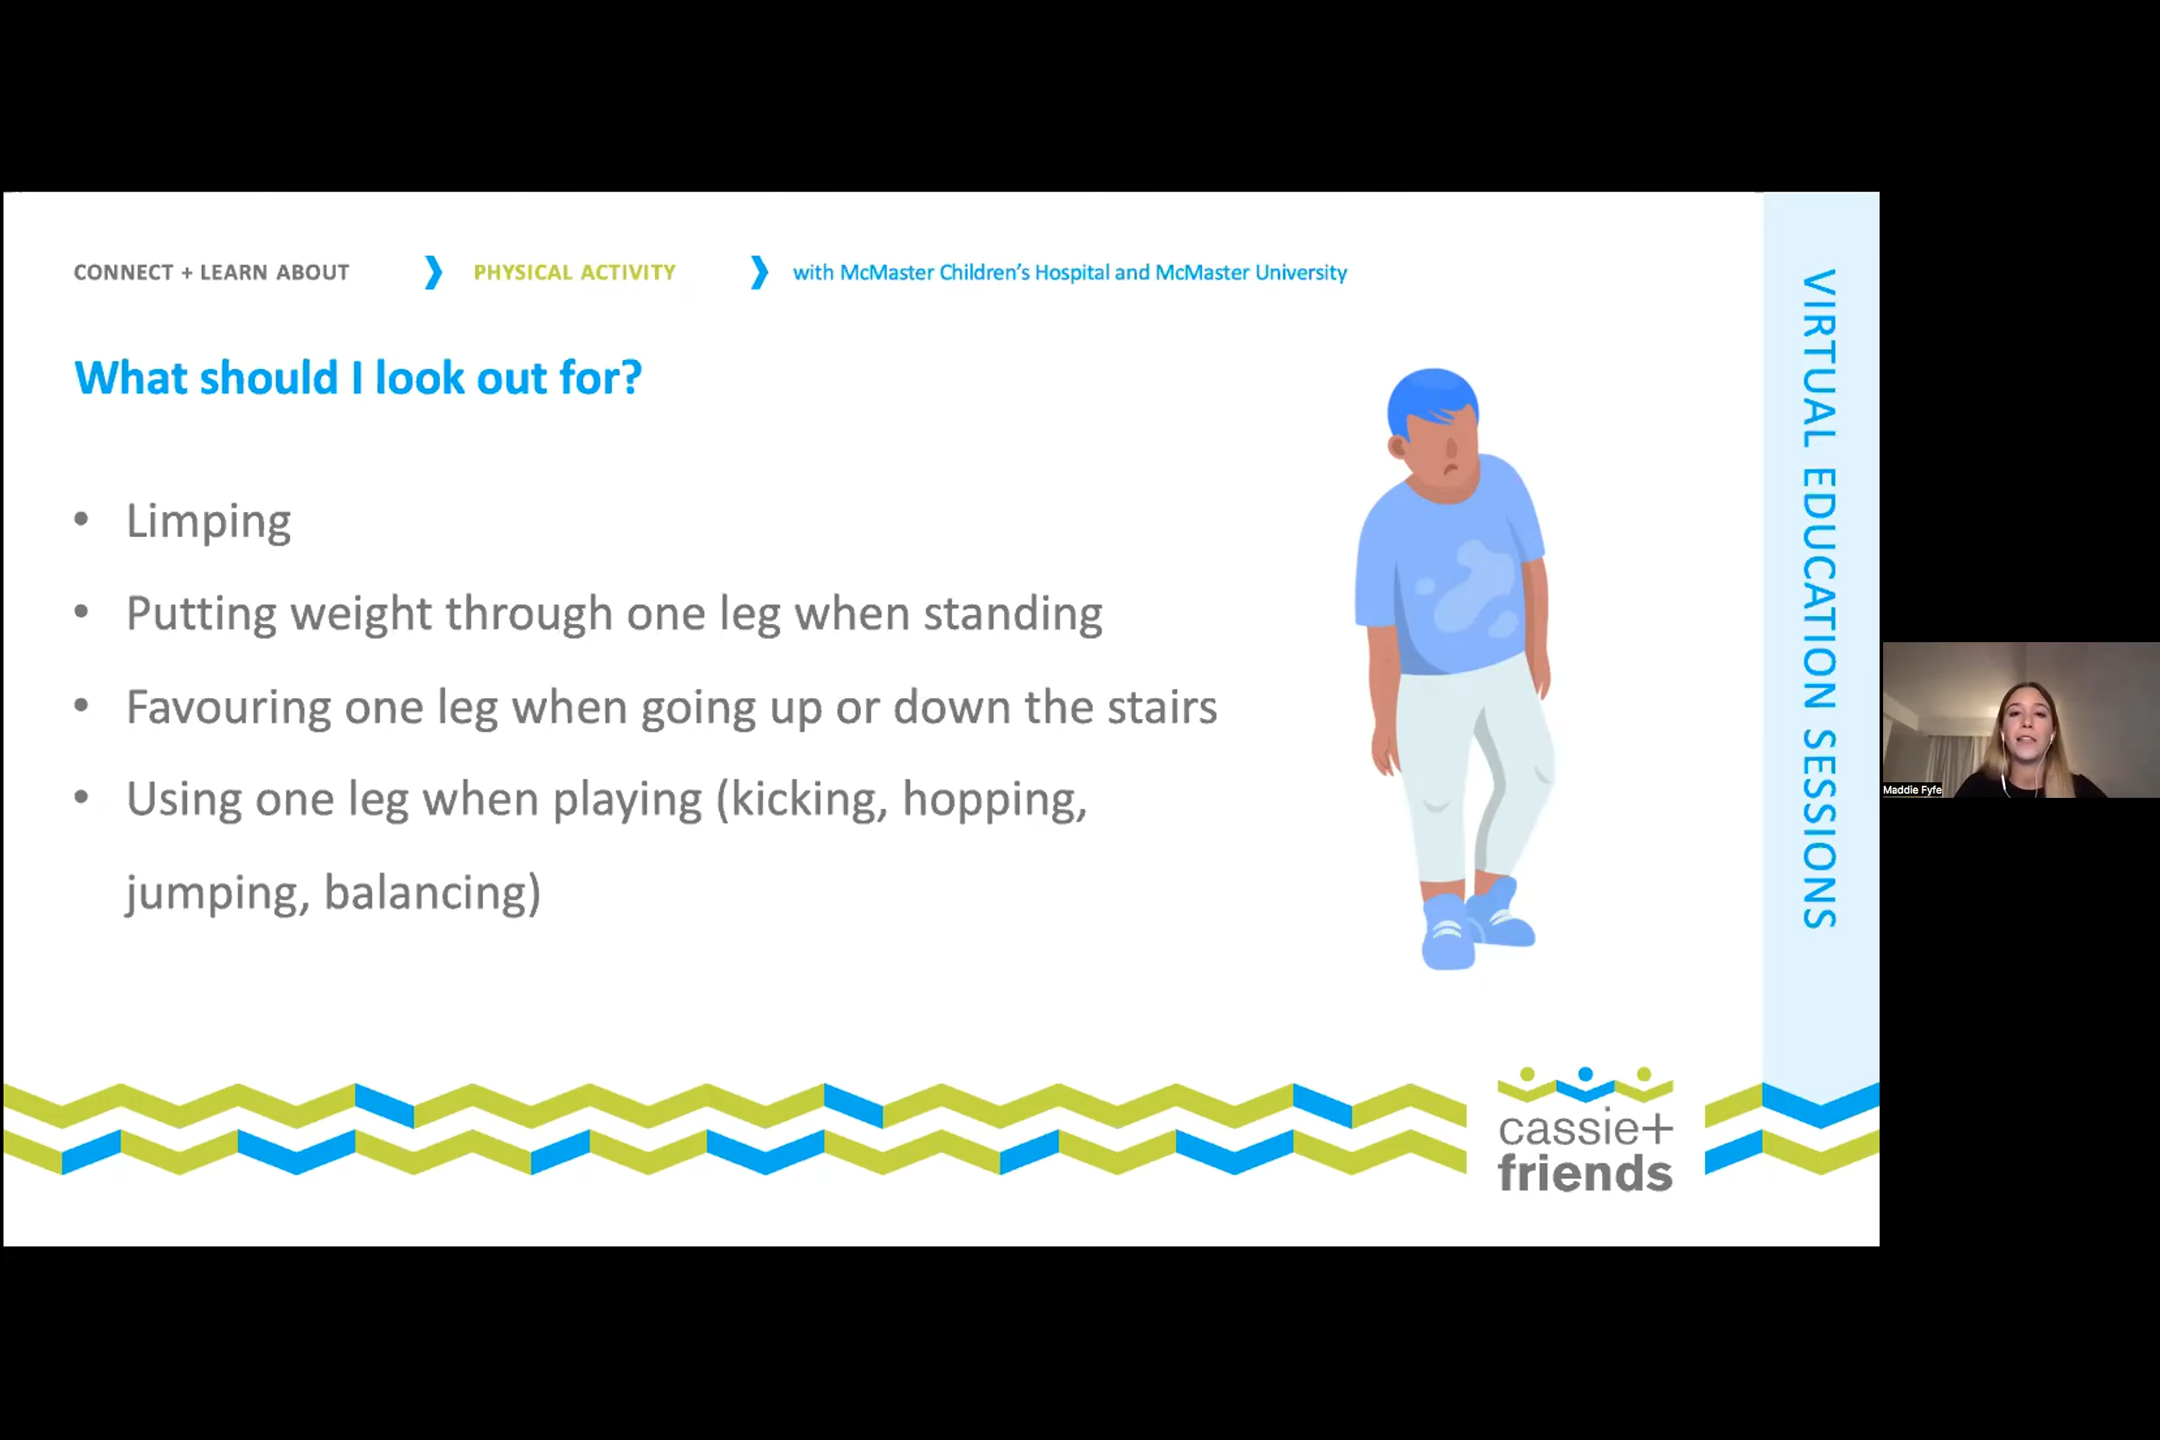 CONNECT + LEARN ABOUT ❯ PHYSICAL ACTIVITY ❯ with McMaster Children's Hospital and McMaster University
What should I look out for?
• Limping
• Putting weight through one leg when standing
• Favouring one leg when going up or down the stairs
• Using one leg when playing (kicking, hopping,
jumping, balancing)
VIRTUAL EDUCATION SESSIONS
Maddie Fyfe
cassie+
friends